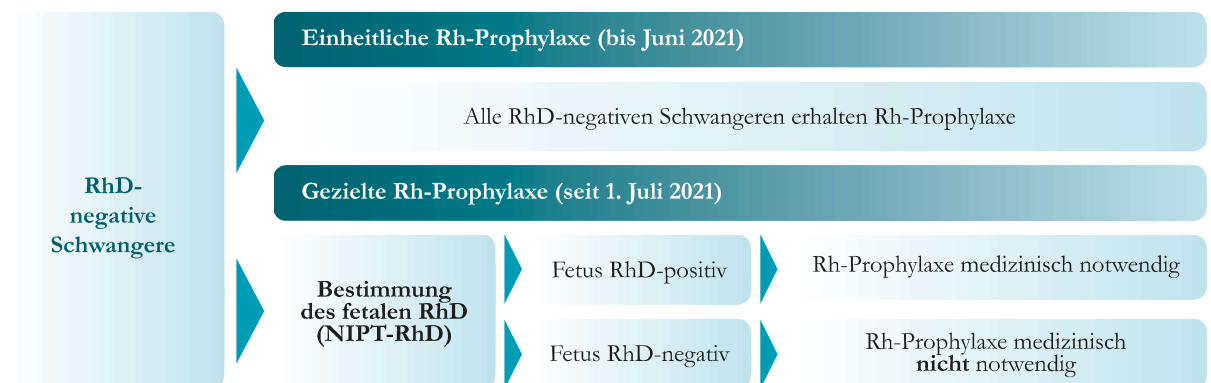 RhD-
negative
Schwangere
Einheitliche Rh-Prophylaxe (bis Juni 2021)
Alle RhD-negativen Schwangeren erhalten Rh-Prophylaxe
Gezielte Rh-Prophylaxe (seit 1. Juli 2021)
Bestimmung
des fetalen RhD
(NIPT-RhD)
Fetus RhD-positiv
Rh-Prophylaxe medizinisch notwendig
Fetus RhD-negativ
Rh-Prophylaxe medizinisch
nicht notwendig